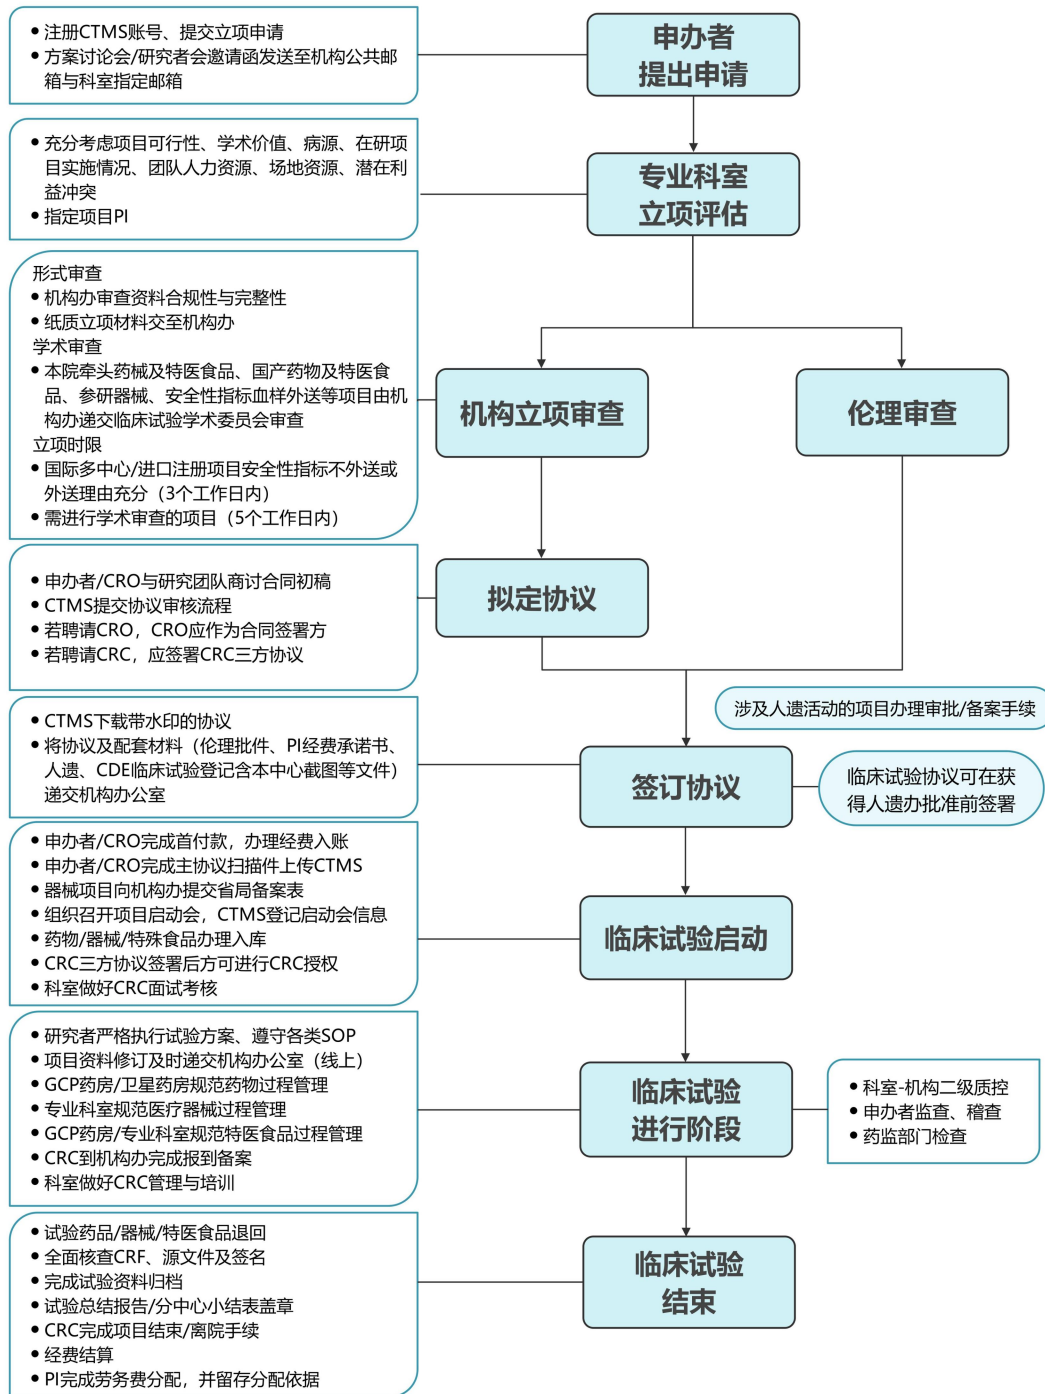 • 注册CTMS账号、提交立项申请
• 方案讨论会/研究者会邀请函发送至机构公共邮
箱与科室指定邮箱
申办者
提出申请
• 充分考虑项目可行性、学术价值、病源、在研项
目实施情况、团队人力资源、场地资源、潜在利
益冲突
• 指定项目PI
专业科室
立项评估
形式审查
• 机构办审查资料合规性与完整性
• 纸质立项材料交至机构办
学术审查
• 本院牵头药械及特医食品、国产药物及特医食
品、参研器械、安全性指标血样外送等项目由机
构办递交临床试验学术委员会审查
立项时限
• 国际多中心/进口注册项目安全性指标不外送或
外送理由充分（3个工作日内）
• 需进行学术审查的项目（5个工作日内）
机构立项审查
伦理审查
• 申办者/CRO与研究团队商讨合同初稿
• CTMS提交协议审核流程
• 若聘请CRO，CRO应作为合同签署方
• 若聘请CRC，应签署CRC三方协议
拟定协议
涉及人遗活动的项目办理审批/备案手续
• CTMS下载带水印的协议
• 将协议及配套材料（伦理批件、PI经费承诺书、
人遗、CDE临床试验登记含本中心截图等文件）
递交机构办公室
签订协议
临床试验协议可在获
得人遗办批准前签署
• 申办者/CRO完成首付款，办理经费入账
• 申办者/CRO完成主协议扫描件上传CTMS
• 器械项目向机构办提交省局备案表
• 组织召开项目启动会，CTMS登记启动会信息
• 药物/器械/特殊食品办理入库
• CRC三方协议签署后方可进行CRC授权
• 科室做好CRC面试考核
临床试验启动
• 研究者严格执行试验方案、遵守各类SOP
• 项目资料修订及时递交机构办公室（线上）
• GCP药房/卫星药房规范药物过程管理
• 专业科室规范医疗器械过程管理
• GCP药房/专业科室规范特医食品过程管理
• CRC到机构办完成报到备案
• 科室做好CRC管理与培训
临床试验
进行阶段
• 科室-机构二级质控
• 申办者监查、稽查
• 药监部门检查
• 试验药品/器械/特医食品退回
• 全面核查CRF、源文件及签名
• 完成试验资料归档
• 试验总结报告/分中心小结表盖章
• CRC完成项目结束/离院手续
• 经费结算
• PI完成劳务费分配，并留存分配依据
临床试验
结束